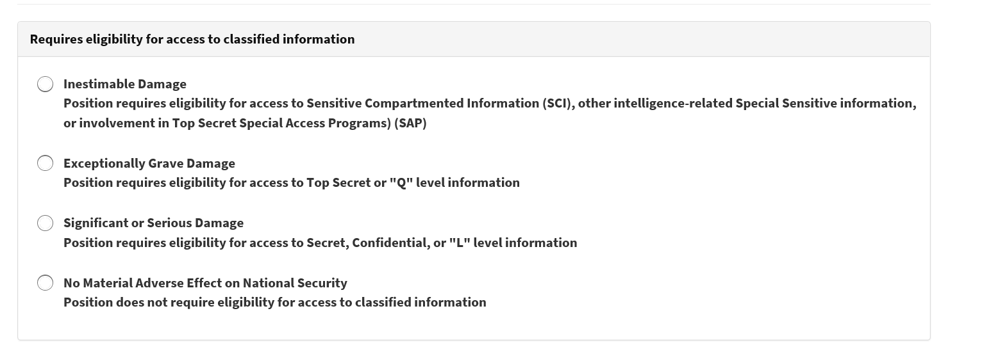 Requires eligibility for access to classified information
Inestimable Damage
Position requires eligibility for access to Sensitive Compartmented Information (SCI), other intelligence-related Special Sensitive information,
or involvement in Top Secret Special Access Programs) (SAP)
Exceptionally Grave Damage
Position requires eligibility for access to Top Secret or "Q" level information
Significant or Serious Damage
Position requires eligibility for access to Secret, Confidential, or "L" level information
No Material Adverse Effect on National Security
Position does not require eligibility for access to classified information